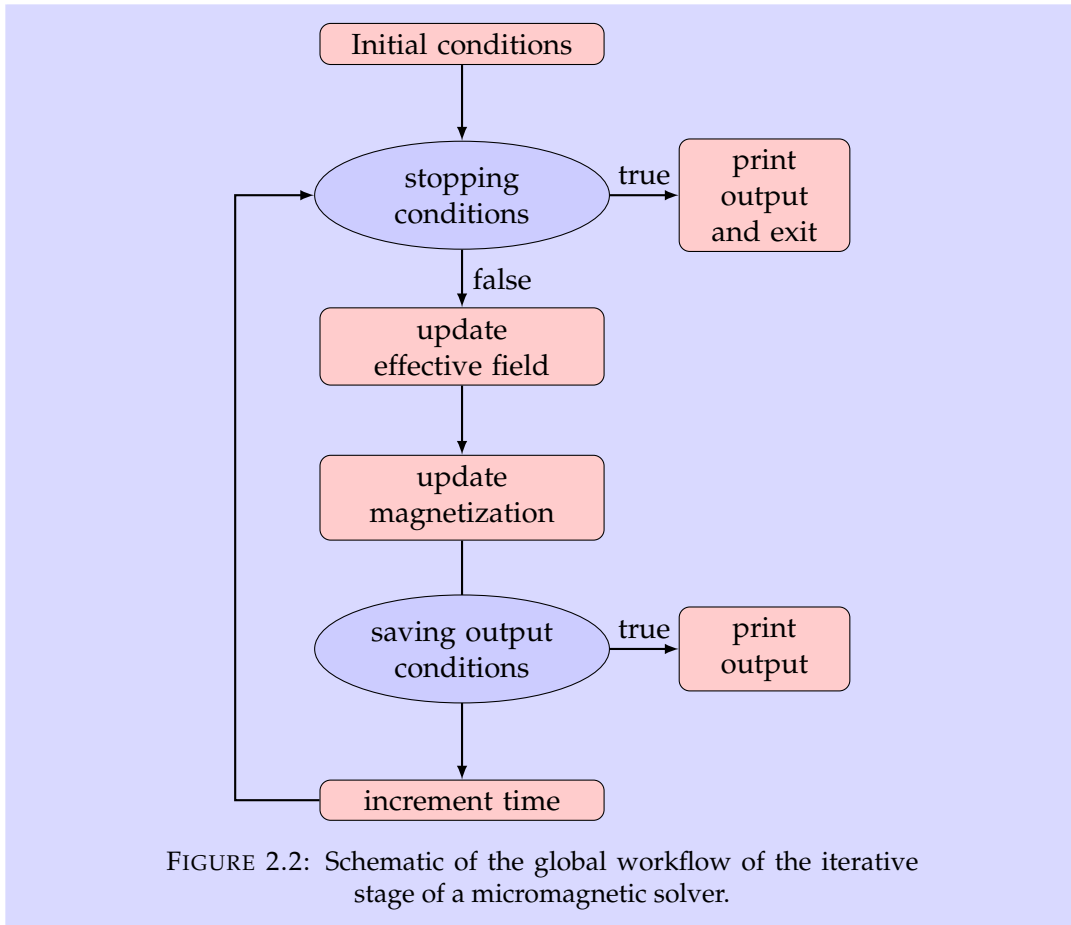 Initial conditions
stopping
conditions
true
print
output
and exit
false
update
effective field
update
magnetization
saving output
conditions
true
print
output
increment time
FIGURE 2.2: Schematic of the global workflow of the iterative
stage of a micromagnetic solver.